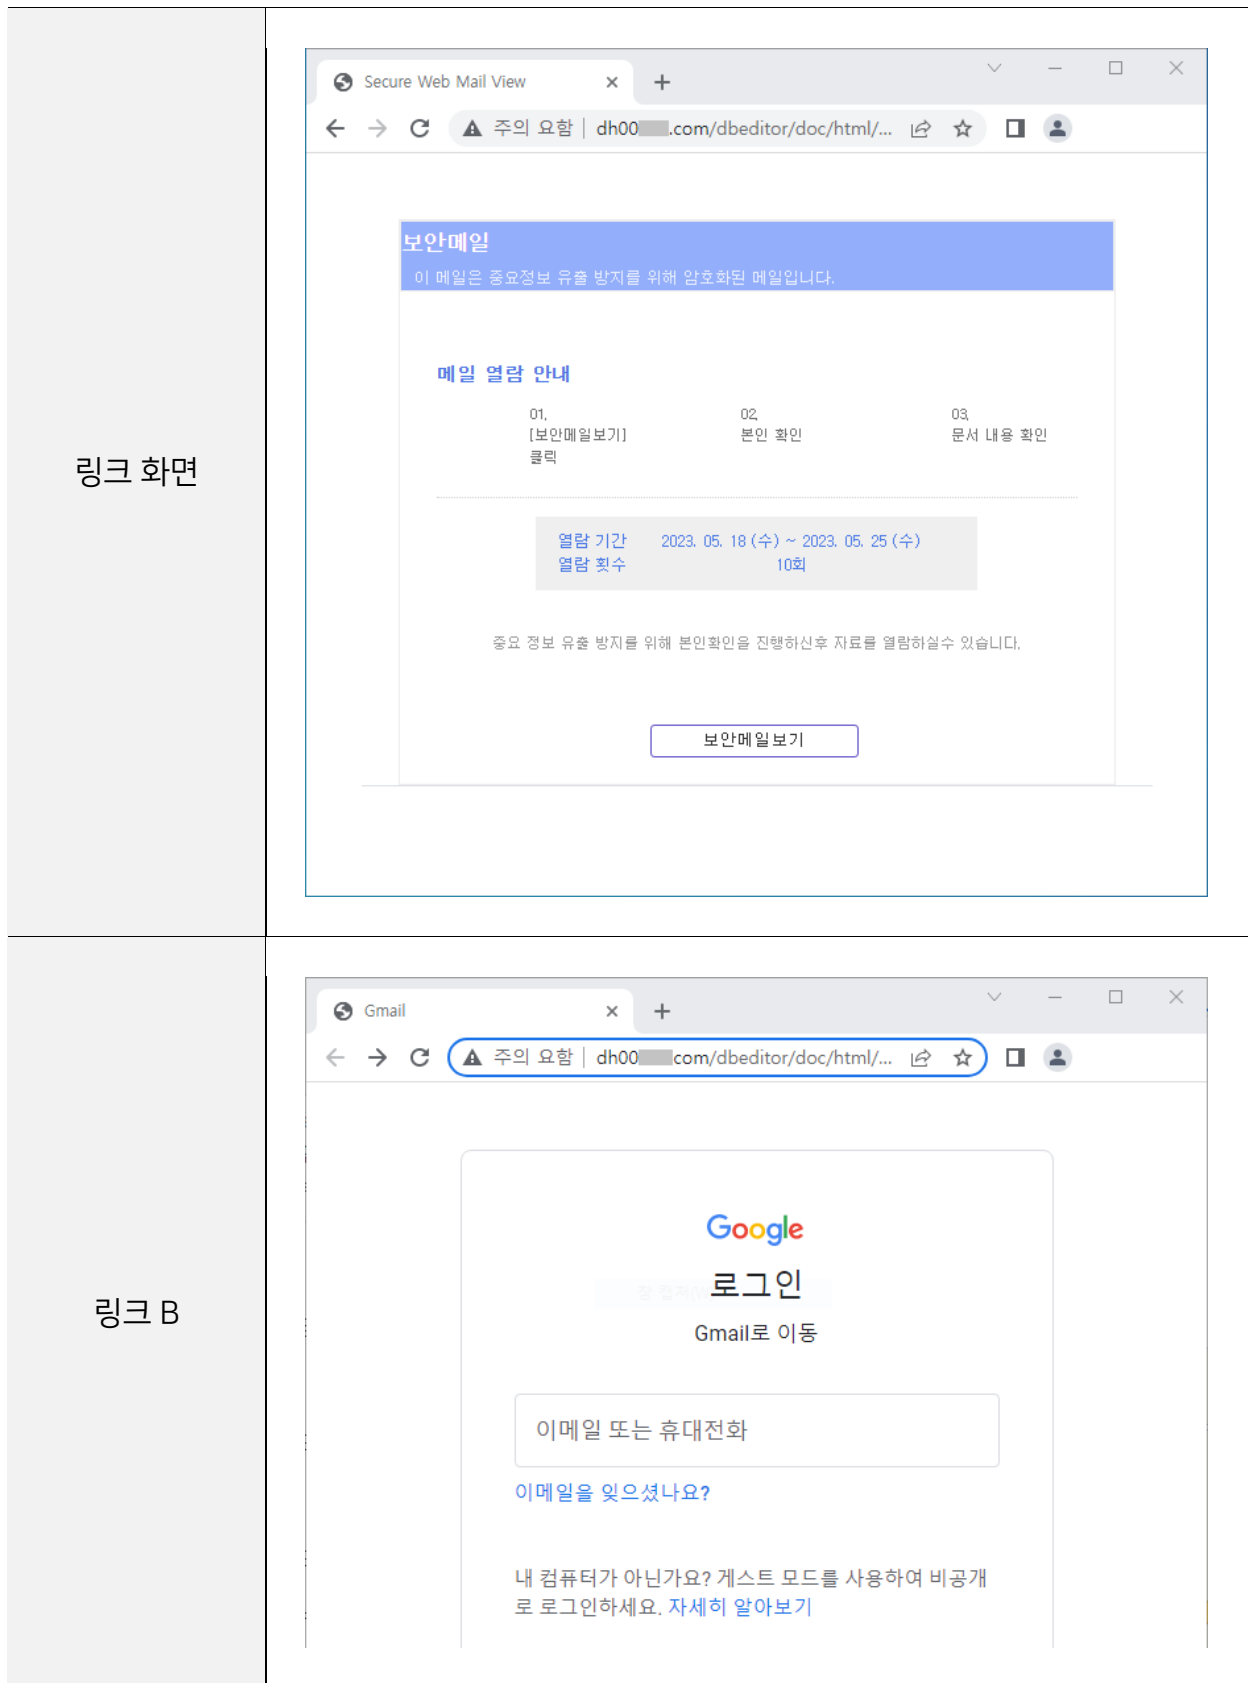 링크 화면
Secure Web Mail View
주의 요함 dh00 .com/dbeditor/doc/html/...
보안메일
이 메일은 중요정보 유출 방지를 위해 암호화된 메일입니다.
메일 열람 안내
01, 02, 03,
[보안메일보기] 본인 확인 문서 내용 확인
클릭
열람 기간 2023. 05. 18 (수) ~ 2023. 05. 25 (수)
열람 횟수 10회
중요 정보 유출 방지를 위해 본인확인을 진행하신후 자료를 열람하실수 있습니다.
보안메일보기
링크 B
Gmail
주의 요함 dh00 com/dbeditor/doc/html/...
Google
로그인
Gmail로 이동
이메일 또는 휴대전화
이메일을 잊으셨나요?
내 컴퓨터가 아닌가요? 게스트 모드를 사용하여 비공개
로 로그인하세요. 자세히 알아보기